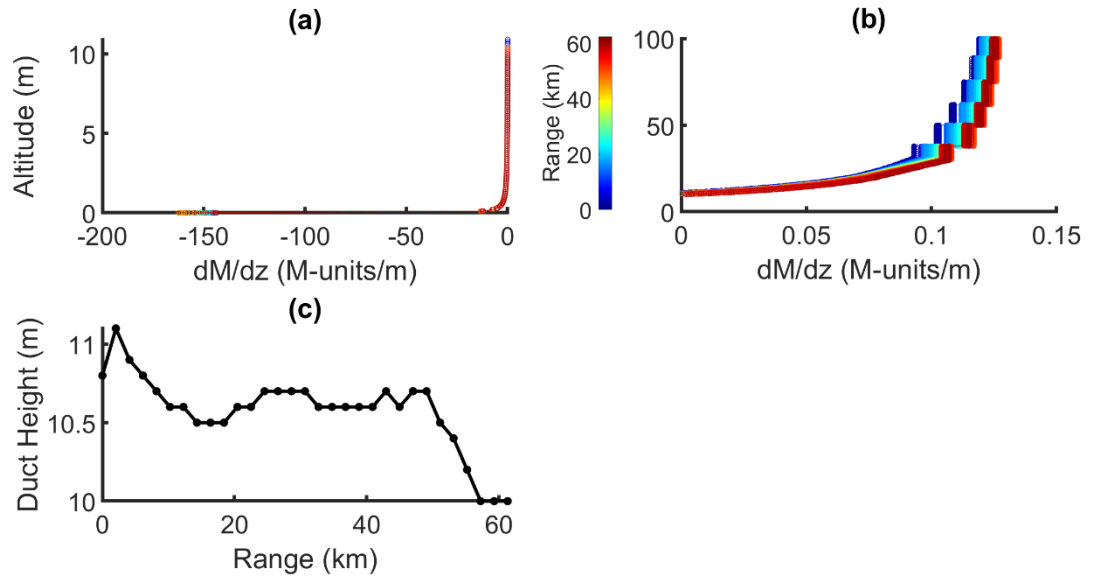 (a)
Altitude (m)
10
5
0
-200
-150
-100
-50
0
dM/dz (M-units/m)
Range (km)
60
40
20
0
(b)
100
50
0
0
0.05
0.1
0.15
dM/dz (M-units/m)
(c)
Duct Height (m)
11
10.5
10
0
20
40
60
Range (km)